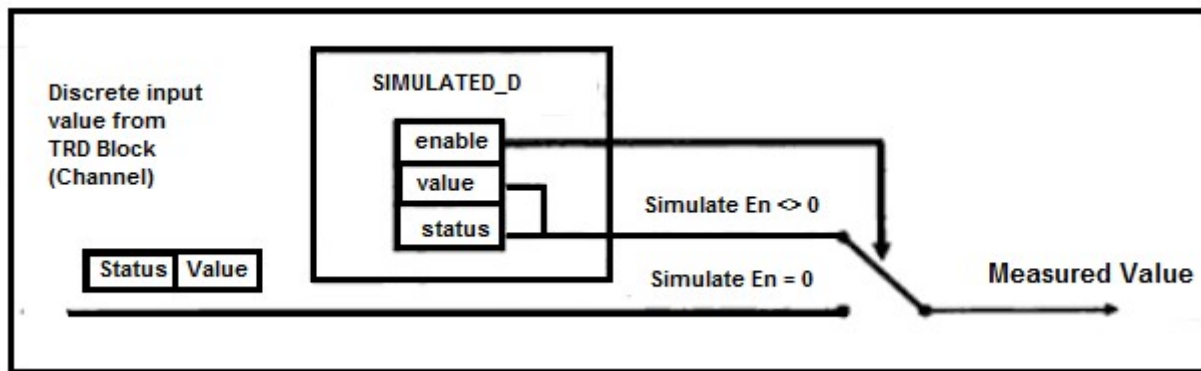 Discrete input
value from
TRD Block
(Channel)
SIMULATED_D
enable
value
status
Status Value
Simulate En <> 0
Simulate En = 0
Measured Value